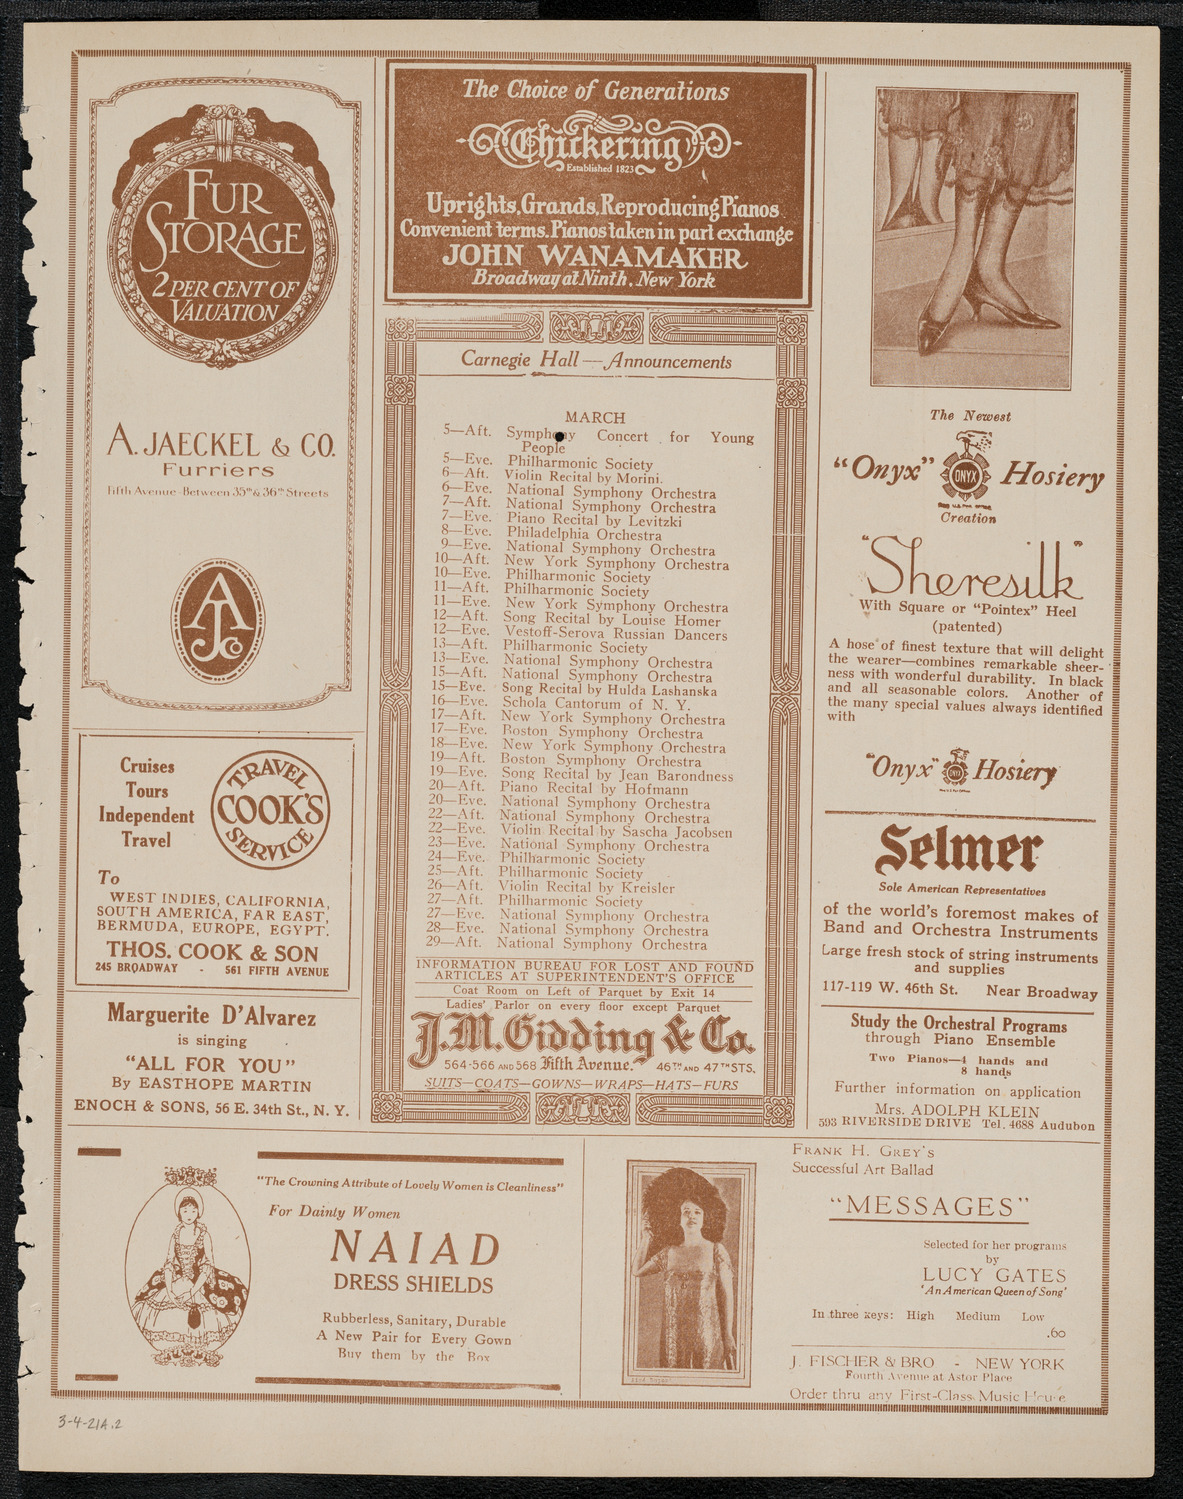 FUR
STORAGE
2 PER CENT OF
VALUATION
A. JAECKEL & CO.
Furriers
Fifth Avenue-Between 35th & 36th Streets
AJCo
Cruises
Tours
Independent
Travel
TRAVEL
COOK'S
SERVICE
To
WEST INDIES, CALIFORNIA,
SOUTH AMERICA, FAR EAST,
BERMUDA, EUROPE, EGYPT.
THOS. COOK & SON
245 BROADWAY - 561 FIFTH AVENUE
Marguerite D'Alvarez
is singing
"ALL FOR YOU"
By EASTHOPE MARTIN
ENOCH & SONS, 56 E. 34th St., N. Y.
The Choice of Generations
Chickering
Established 1823
Uprights, Grands, Reproducing Pianos
Convenient terms. Pianos taken in part exchange
JOHN WANAMAKER
Broadway at Ninth, New York
Carnegie Hall — Announcements
MARCH
5—Aft. Symphony Concert for Young
People
5—Eve. Philharmonic Society
6—Aft. Violin Recital by Morini.
6—Eve. National Symphony Orchestra
7—Aft. National Symphony Orchestra
7—Eve. Piano Recital by Levitzki
8—Eve. Philadelphia Orchestra
9—Eve. National Symphony Orchestra
10—Aft. New York Symphony Orchestra
10—Eve. Philharmonic Society
11—Aft. Philharmonic Society
11—Eve. New York Symphony Orchestra
12—Aft. Song Recital by Louise Homer
12—Eve. Vestoff-Serova Russian Dancers
13—Aft. Philharmonic Society
13—Eve. National Symphony Orchestra
15—Aft. National Symphony Orchestra
15—Eve. Song Recital by Hulda Lashanska
16—Eve. Schola Cantorum of N. Y.
17—Aft. New York Symphony Orchestra
17—Eve. Boston Symphony Orchestra
18—Eve. New York Symphony Orchestra
19—Aft. Boston Symphony Orchestra
19—Eve. Song Recital by Jean Barondness
20—Aft. Piano Recital by Hofmann
20—Eve. National Symphony Orchestra
22—Aft. National Symphony Orchestra
22—Eve. Violin Recital by Sascha Jacobsen
23—Eve. National Symphony Orchestra
24—Eve. Philharmonic Society
25—Aft. Philharmonic Society
26—Aft. Violin Recital by Kreisler
27—Aft. Philharmonic Society
27—Eve. National Symphony Orchestra
28—Eve. National Symphony Orchestra
29—Aft. National Symphony Orchestra
INFORMATION BUREAU FOR LOST AND FOUND
ARTICLES AT SUPERINTENDENT'S OFFICE
Coat Room on Left of Parquet by Exit 14
Ladies' Parlor on every floor except Parquet
J.M. Gidding & Co.
564-566 AND 568 Fifth Avenue. 46TH AND 47TH STS.
SUITS—COATS—GOWNS—WRAPS—HATS—FURS
The Newest
"Onyx" ONYX Hosiery
Creation
"Sheresilk"
With Square or "Pointex" Heel
(patented)
A hose of finest texture that will delight
the wearer—combines remarkable sheer-
ness with wonderful durability. In black
and all seasonable colors. Another of
the many special values always identified
with
"Onyx" ONYX Hosiery
Selmer
Sole American Representatives
of the world's foremost makes of
Band and Orchestra Instruments
Large fresh stock of string instruments
and supplies
117-119 W. 46th St. Near Broadway
Study the Orchestral Programs
through Piano Ensemble
Two Pianos—4 hands and
8 hands
Further information on application
Mrs. ADOLPH KLEIN
593 RIVERSIDE DRIVE Tel. 4688 Audubon
"The Crowning Attribute of Lovely Women is Cleanliness"
For Dainty Women
NAIAD
DRESS SHIELDS
Rubberless, Sanitary, Durable
A New Pair for Every Gown
Buy them by the Box
FRANK H. GREY'S
Successful Art Ballad
"MESSAGES"
Selected for her programs
by
LUCY GATES
'An American Queen of Song'
In three keys: High Medium Low
.60
J. FISCHER & BRO - NEW YORK
Fourth Avenue at Astor Place
Order thru any First-Class Music House
3-4-21A.2